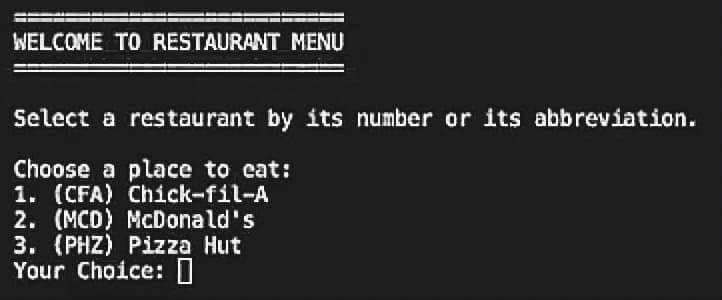 ==========================
WELCOME TO RESTAURANT MENU
==========================
Select a restaurant by its number or its abbreviation.
Choose a place to eat:
1. (CFA) Chick-fil-A
2. (MCD) McDonald's
3. (PHZ) Pizza Hut
Your Choice: